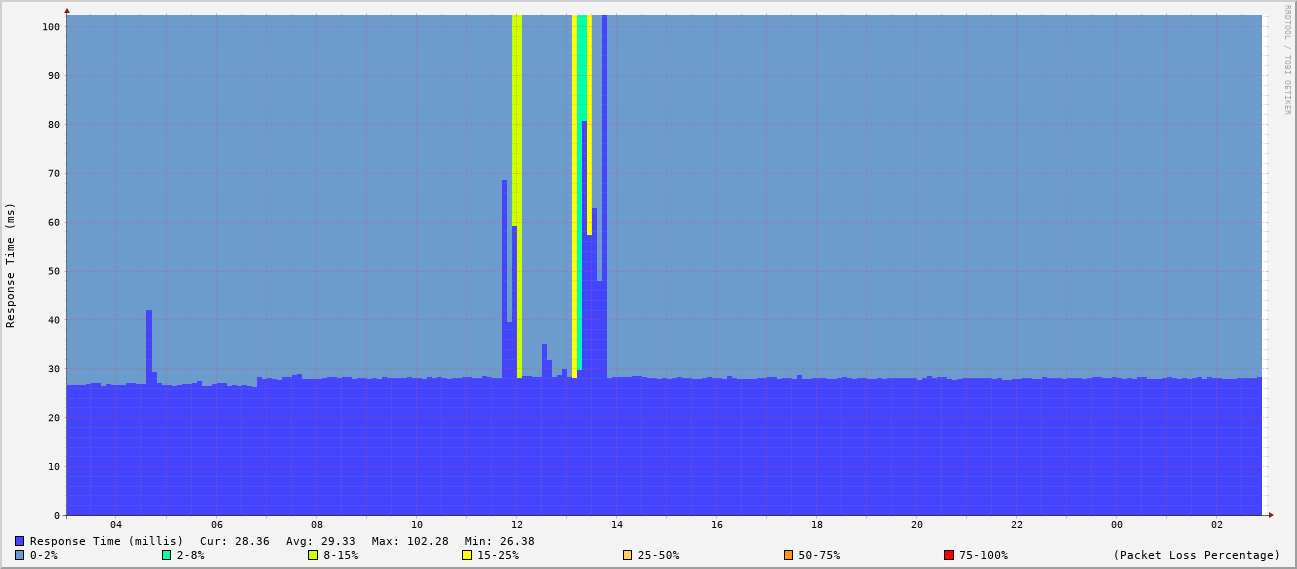 RRDTOOL / TOBI OETIKER
Response Time (ms)
100
90
80
70
60
50
40
30
20
10
0
04 06 08 10 12 14 16 18 20 22 00 02
Response Time (millis) Cur: 28.36 Avg: 29.33 Max: 102.28 Min: 26.38
0-2% 2-8% 8-15% 15-25% 25-50% 50-75% 75-100% (Packet Loss Percentage)